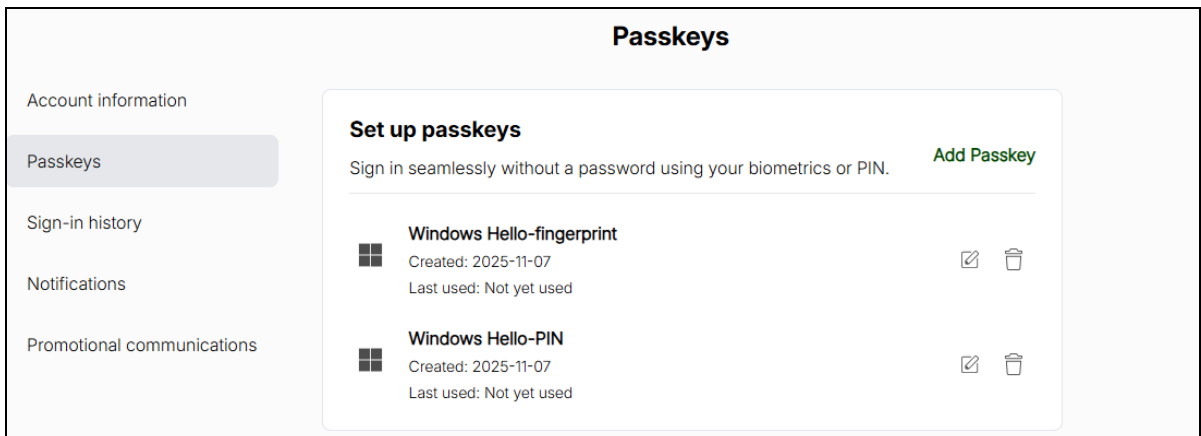 Passkeys
Account information
Passkeys
Sign-in history
Notifications
Promotional communications
Set up passkeys
Sign in seamlessly without a password using your biometrics or PIN.
Add Passkey
Windows Hello-fingerprint
Created: 2025-11-07
Last used: Not yet used
Windows Hello-PIN
Created: 2025-11-07
Last used: Not yet used